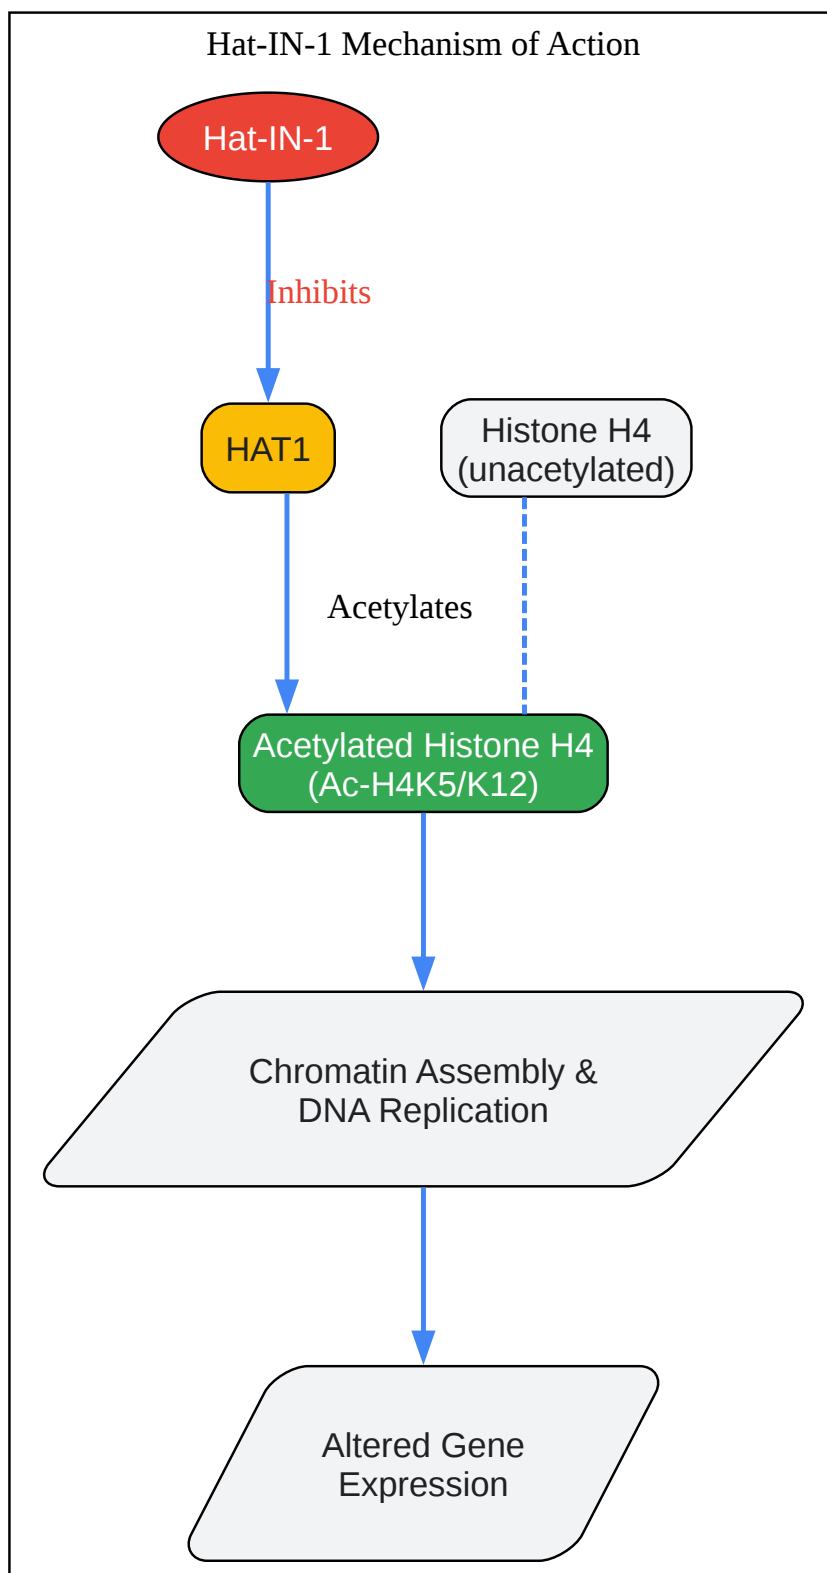 Hat-IN-1 Mechanism of Action
Hat-IN-1
Inhibits
HAT1
Histone H4
(unacetylated)
Acetylates
Acetylated Histone H4
(Ac-H4K5/K12)
Chromatin Assembly &
DNA Replication
Altered Gene
Expression